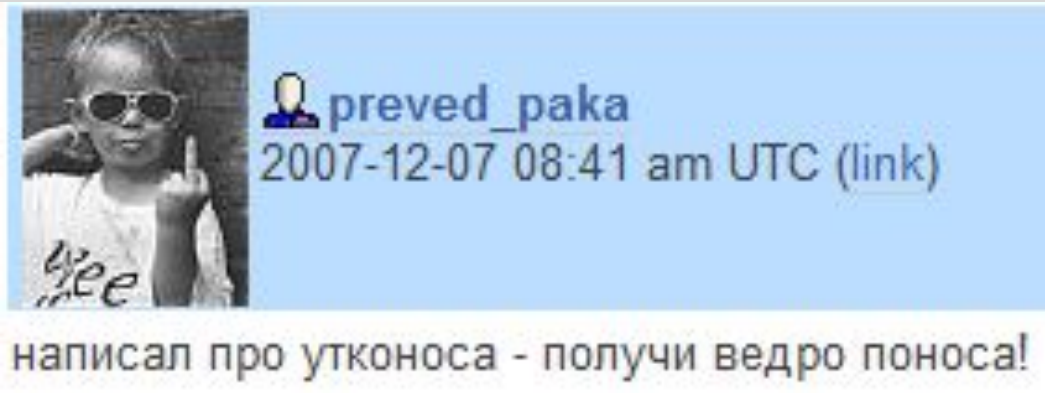 preved_paka
2007-12-07 08:41 am UTC (link)
написал про утконоса - получи ведро поноса!